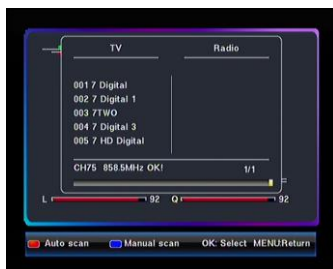 TV Radio
001 7 Digital
002 7 Digital 1
003 7TWO
004 7 Digital 3
005 7 HD Digital
CH75 858.5MHz OK! 1/1
L 92 Q 92
Auto scan Manual scan OK: Select MENU:Return